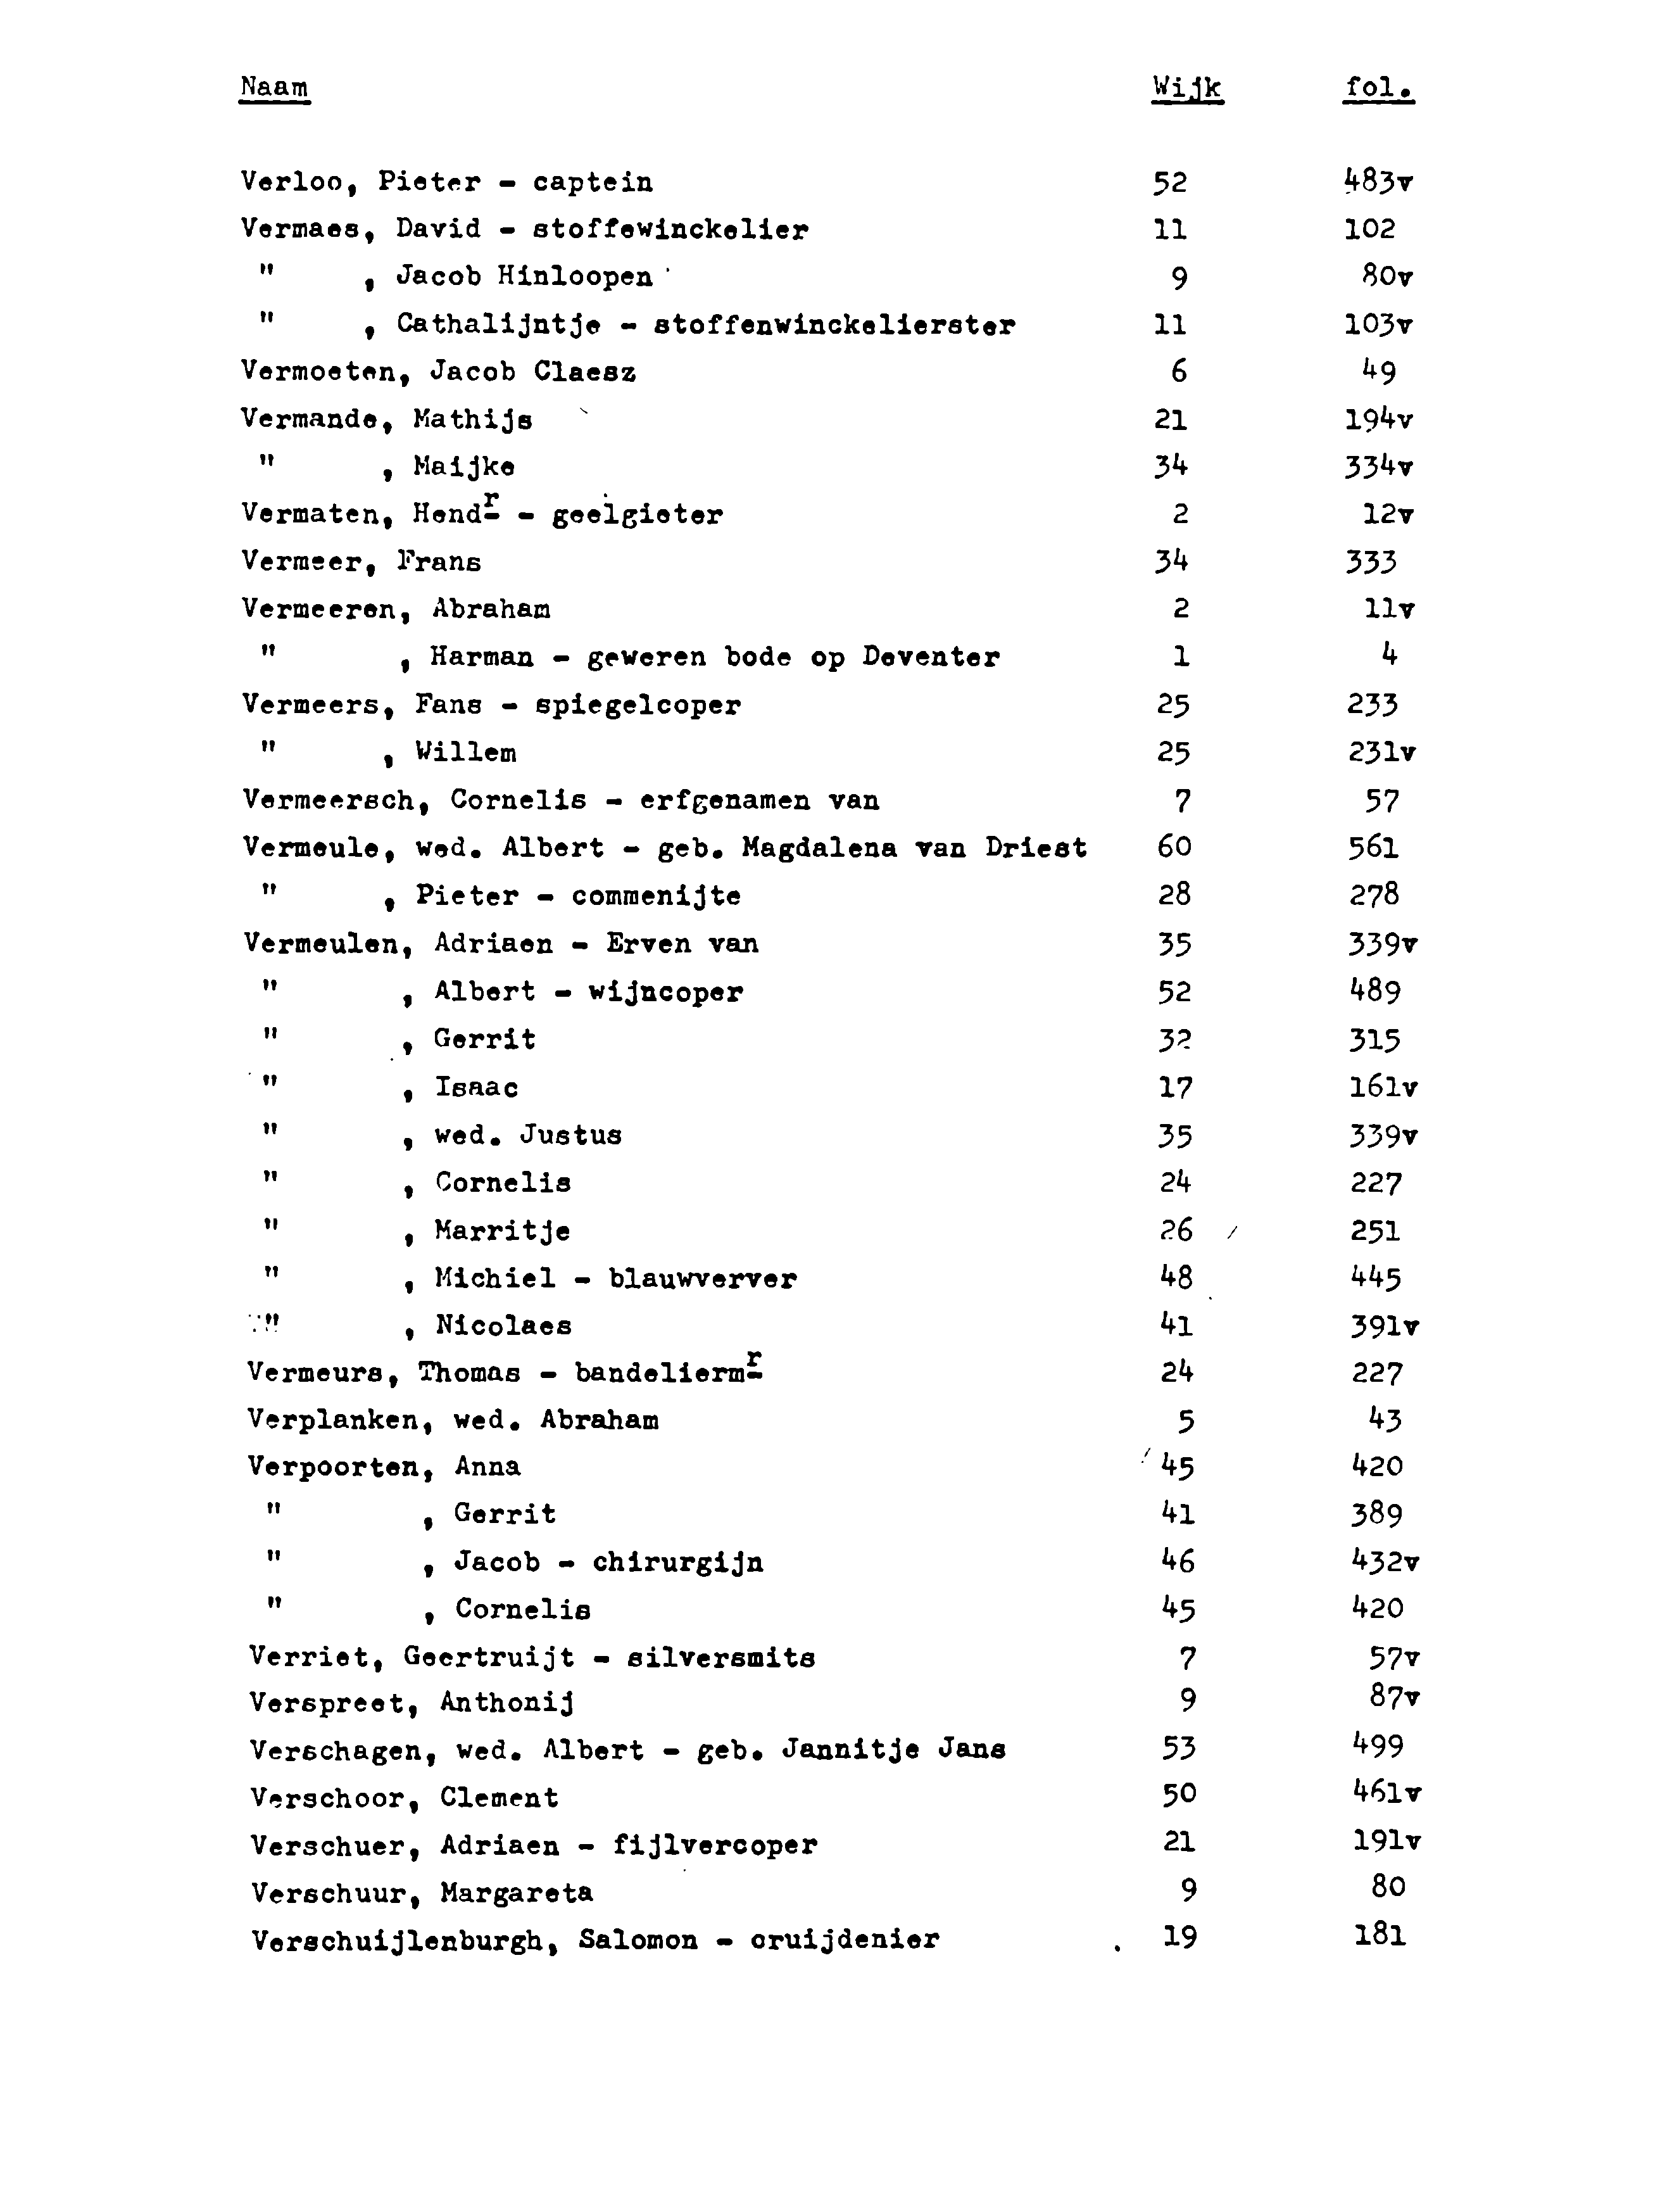 Naam Wijk fol.
Verloo, Pieter - captein 52 483v
Vermaes, David - stoffewinckelier 11 102
" , Jacob Hinloopen 9 80v
" , Cathalijntje - stoffenwinckelierster 11 103v
Vermoeten, Jacob Claesz 6 49
Vermande, Mathijs 21 194v
" , Maijke 34 334v
Vermaten, Hendr - geelgieter 2 12v
Vermeer, Frans 34 333
Vermeeren, Abraham 2 11v
" , Harman - geweren bode op Deventer 1 4
Vermeers, Fans - spiegelcoper 25 233
" , Willem 25 231v
Vermeersch, Cornelis - erfgenamen van 7 57
Vermeule, wed. Albert - geb. Magdalena van Driest 60 561
" , Pieter - commenijte 28 278
Vermeulen, Adriaen - Erven van 35 339v
" , Albert - wijncoper 52 489
" , Gerrit 32 315
" , Isaac 17 161v
" , wed. Justus 35 339v
" , Cornelis 24 227
" , Marritje 26 251
" , Michiel - blauwverver 48 445
" , Nicolaes 41 391v
Vermeurs, Thomas - bandeliermr 24 227
Verplanken, wed. Abraham 5 43
Verpoorten, Anna 45 420
" , Gerrit 41 389
" , Jacob - chirurgijn 46 432v
" , Cornelis 45 420
Verriet, Geertruijt - silversmits 7 57v
Verspreet, Anthonij 9 87v
Verschagen, wed. Albert - geb. Jannitje Jans 53 499
Verschoor, Clement 50 461v
Verschuer, Adriaen - fijlvercoper 21 191v
Verschuur, Margareta 9 80
Verschuijlenburgh, Salomon - cruijdenier 19 181